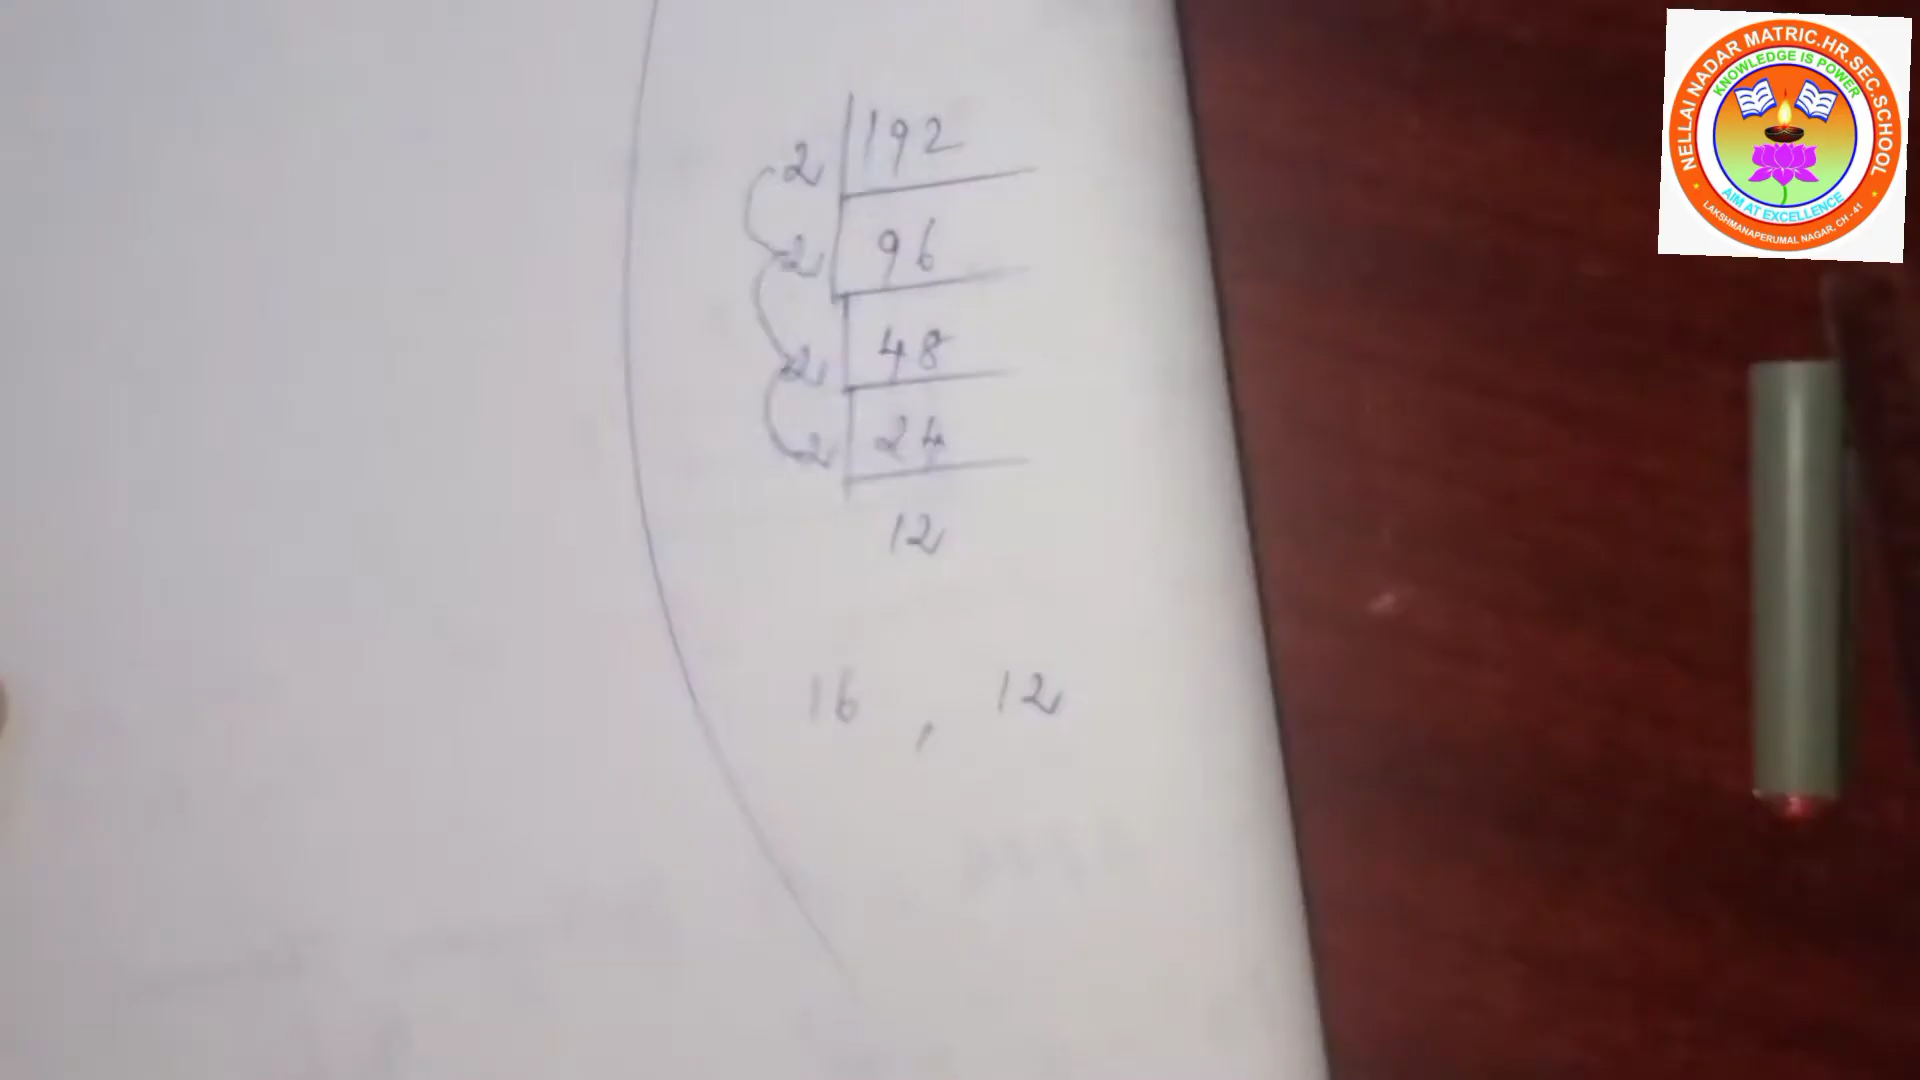 2 | 192
2 | 96
2 | 48
2 | 24
12
16 , 12
NELLAI NADAR MATRIC.HR.SEC.SCHOOL
KNOWLEDGE IS POWER
AIM AT EXCELLENCE
LAKSHMANAPERUMAL NAGAR, CH - 41